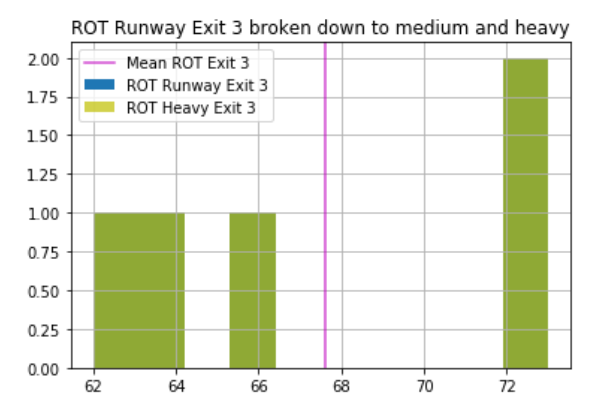 ROT Runway Exit 3 broken down to medium and heavy
2.00
1.75
1.50
1.25
1.00
0.75
0.50
0.25
0.00
Mean ROT Exit 3
ROT Runway Exit 3
ROT Heavy Exit 3
62 64 66 68 70 72